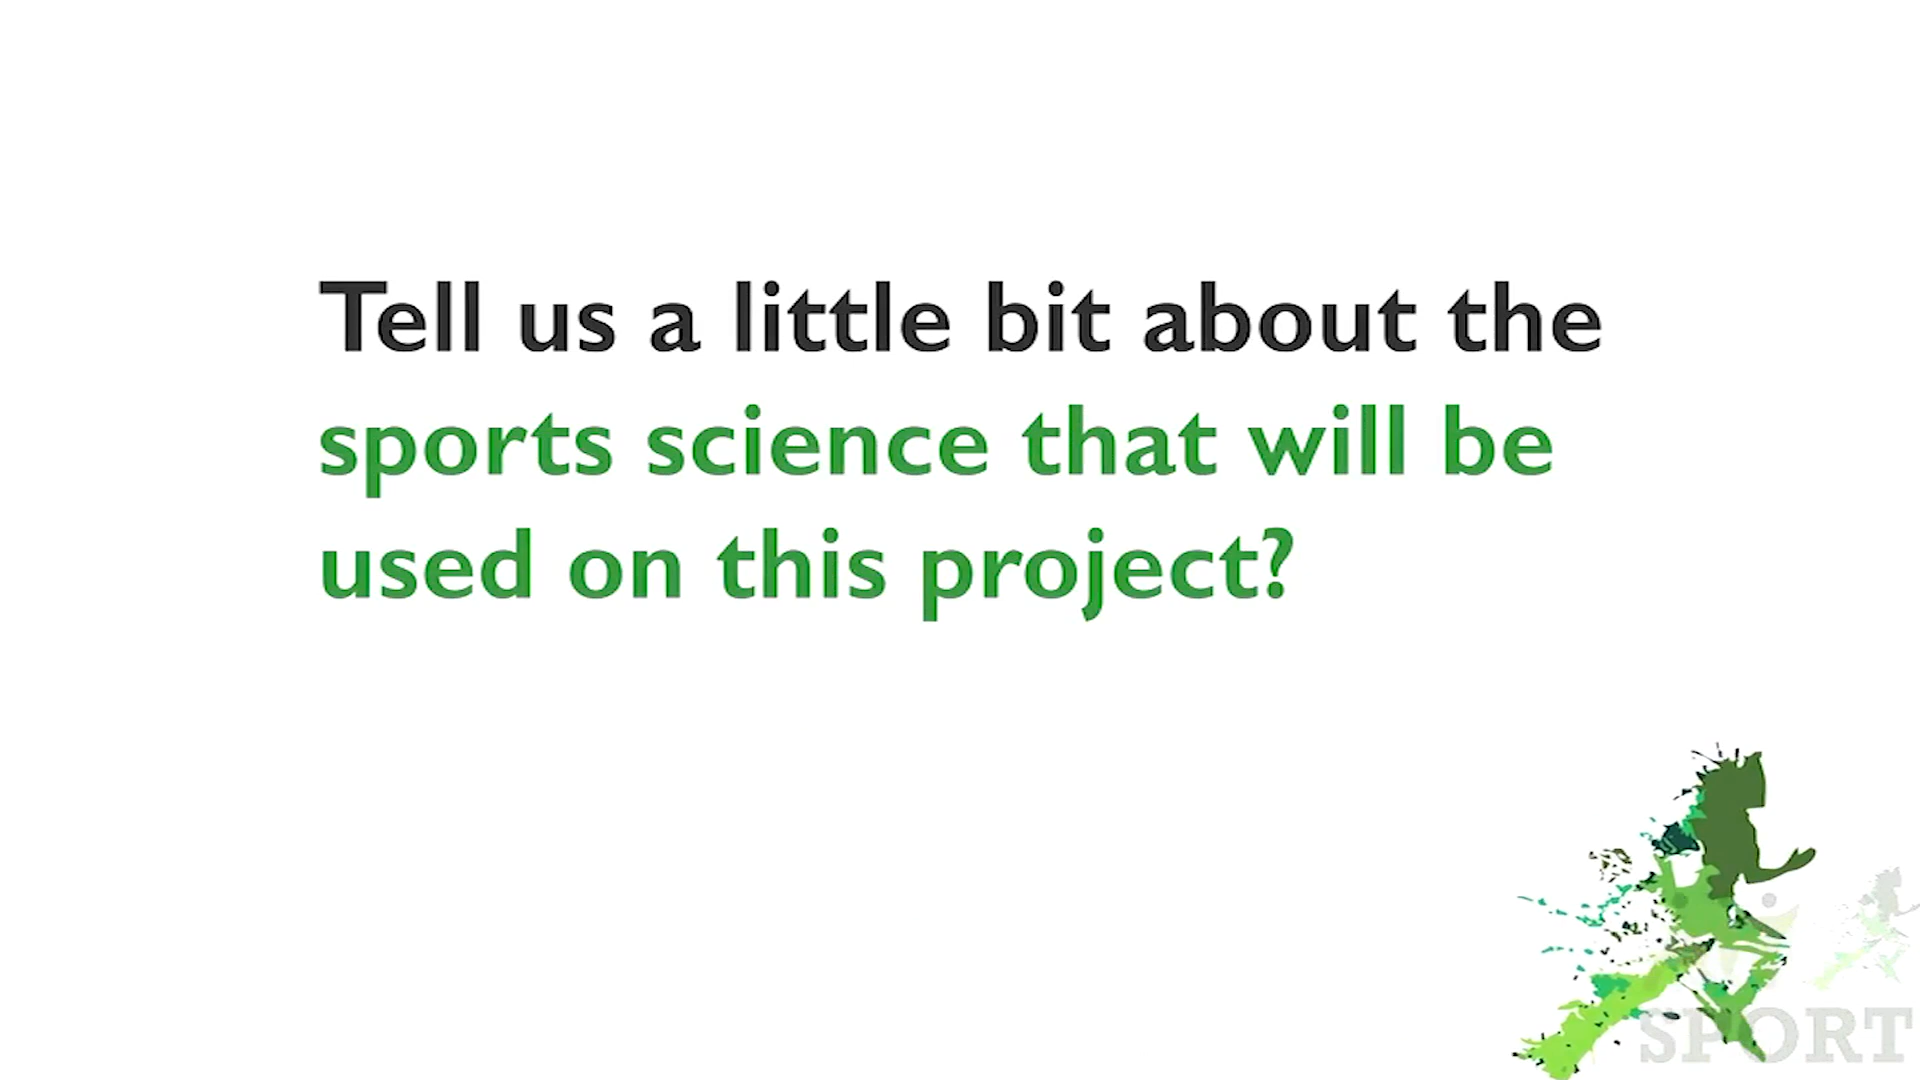 Tell us a little bit about the
sports science that will be
used on this project?
SPORT